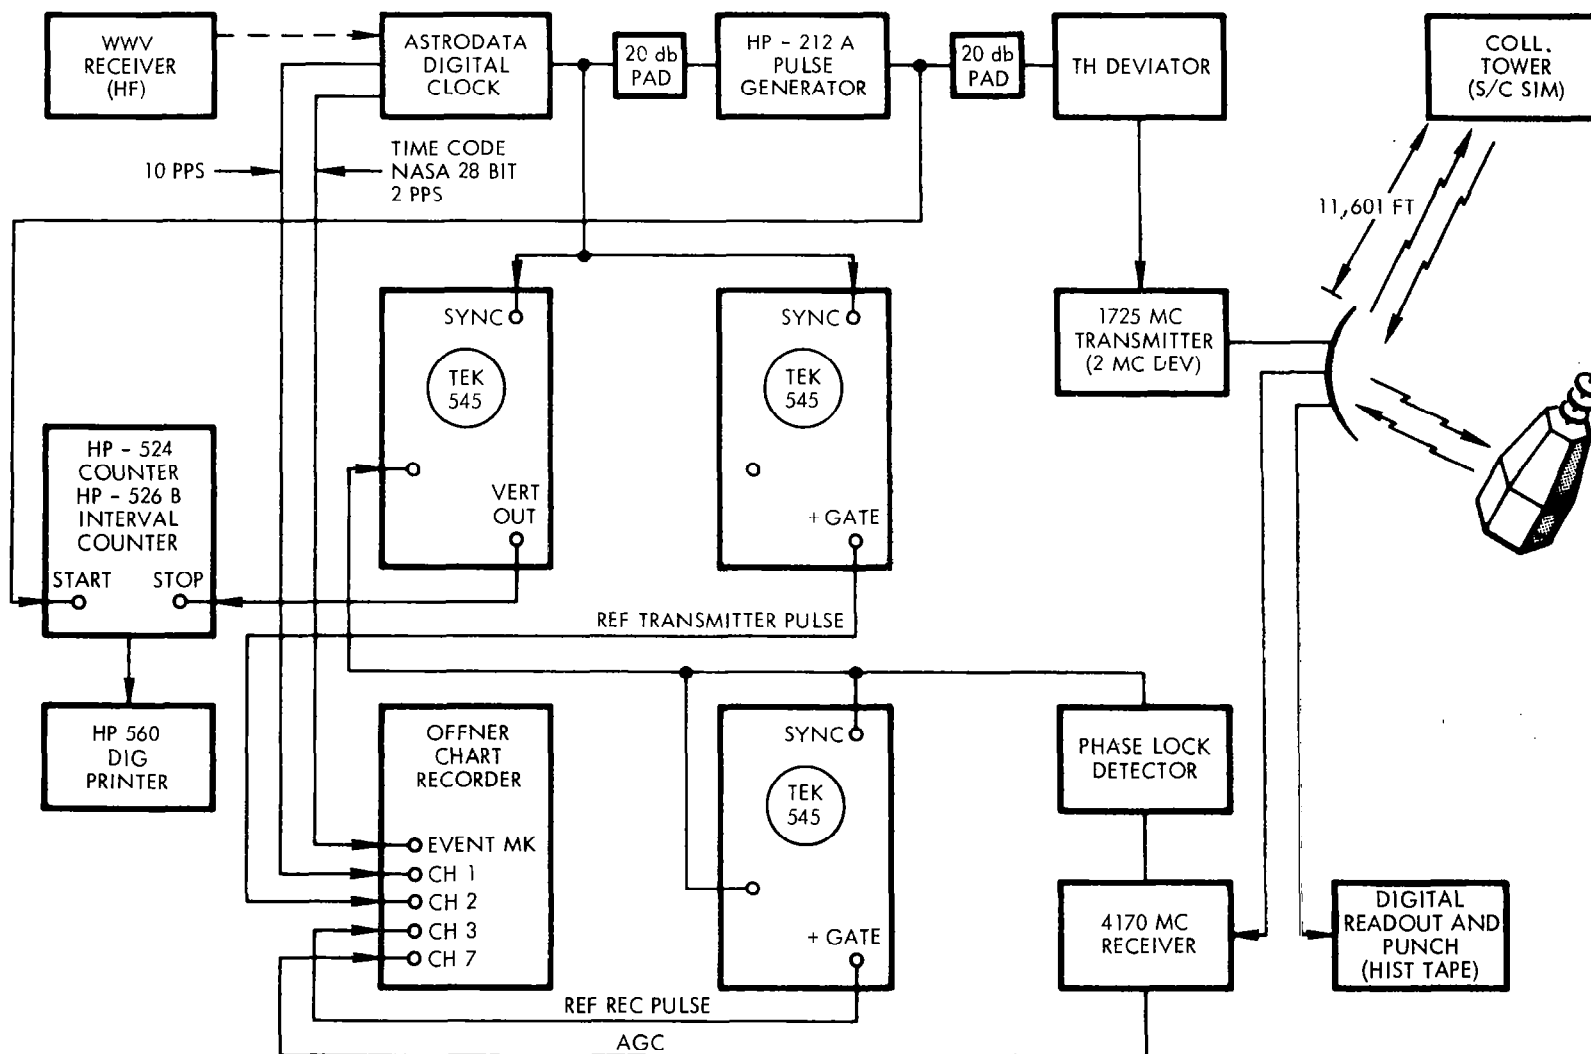 WWV
RECEIVER
(HF)
ASTRODATA
DIGITAL
CLOCK
20 db
PAD
HP - 212 A
PULSE
GENERATOR
20 db
PAD
TH DEVIATOR
COLL.
TOWER
(S/C SIM)
10 PPS
TIME CODE
NASA 28 BIT
2 PPS
11,601 FT
SYNC
TEK
545
VERT
OUT
SYNC
TEK
545
+ GATE
1725 MC
TRANSMITTER
(2 MC DEV)
HP - 524
COUNTER
HP - 526 B
INTERVAL
COUNTER
START
STOP
REF TRANSMITTER PULSE
HP 560
DIG
PRINTER
OFFNER
CHART
RECORDER
EVENT MK
CH 1
CH 2
CH 3
CH 7
SYNC
TEK
545
+ GATE
PHASE LOCK
DETECTOR
4170 MC
RECEIVER
DIGITAL
READOUT AND
PUNCH
(HIST TAPE)
REF REC PULSE
AGC